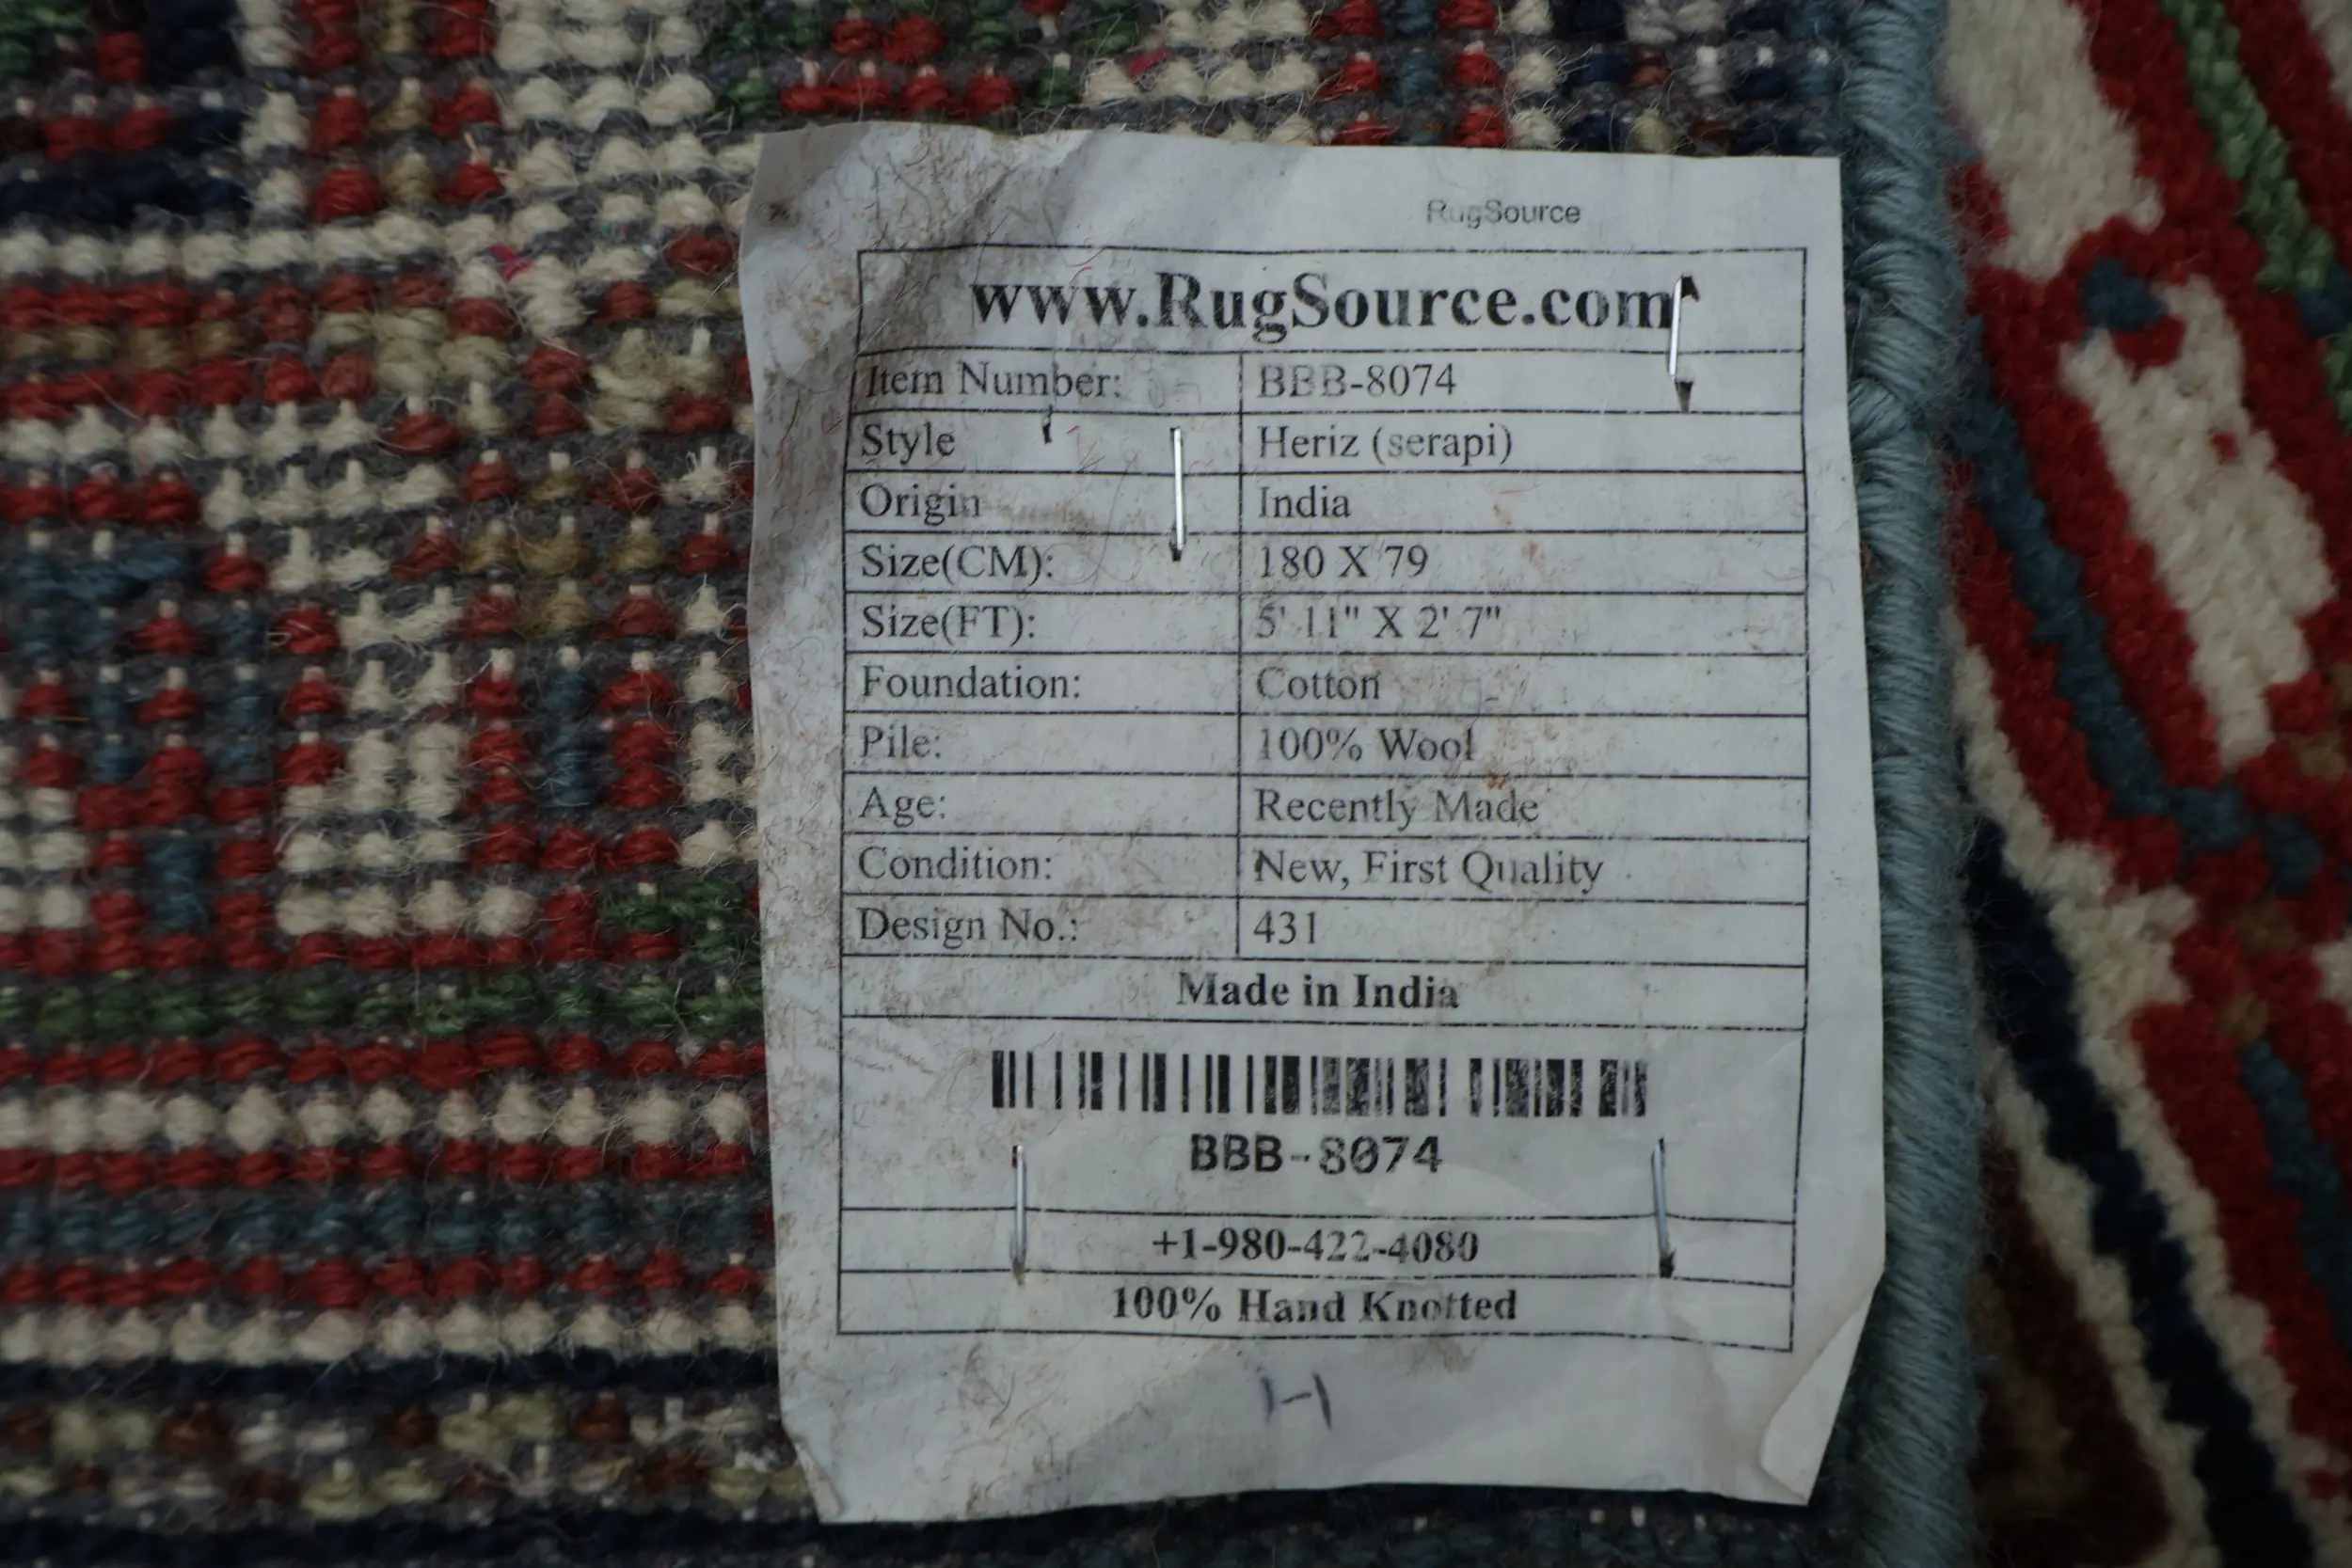 RugSource
www.RugSource.com
Item Number: BBB-8074
Style Heriz (serapi)
Origin India
Size(CM): 180 X 79
Size(FT): 5' 11" X 2' 7"
Foundation: Cotton
Pile: 100% Wool
Age: Recently Made
Condition: New, First Quality
Design No.: 431
Made in India
BBB-8074
+1-980-422-4080
100% Hand Knotted
H